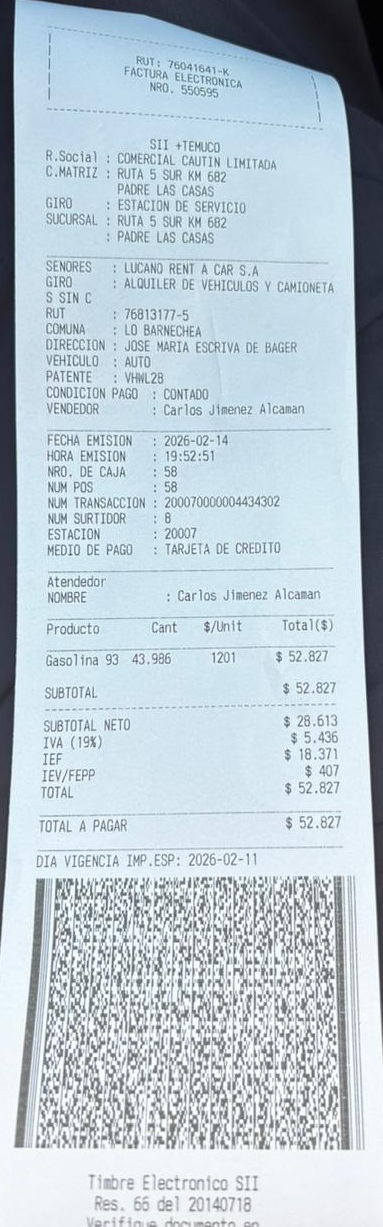 RUT: 76041641-K
FACTURA ELECTRONICA
NRO. 550595
SII +TEMUCO
R.Social : COMERCIAL CAUTIN LIMITADA
C.MATRIZ : RUTA 5 SUR KM 682
PADRE LAS CASAS
GIRO : ESTACION DE SERVICIO
SUCURSAL : RUTA 5 SUR KM 682
: PADRE LAS CASAS
SENORES : LUCANO RENT A CAR S.A
GIRO : ALQUILER DE VEHICULOS Y CAMIONETA
S SIN C
RUT : 76813177-5
COMUNA : LO BARNECHEA
DIRECCION : JOSE MARIA ESCRIVA DE BAGER
VEHICULO : AUTO
PATENTE : VHWL28
CONDICION PAGO : CONTADO
VENDEDOR : Carlos Jimenez Alcaman
FECHA EMISION : 2026-02-14
HORA EMISION : 19:52:51
NRO. DE CAJA : 58
NUM POS : 58
NUM TRANSACCION : 200070000004434302
NUM SURTIDOR : 8
ESTACION : 20007
MEDIO DE PAGO : TARJETA DE CREDITO
Atendedor
NOMBRE : Carlos Jimenez Alcaman
Producto Cant $/Unit Total($)
Gasolina 93 43.986 1201 $ 52.827
SUBTOTAL $ 52.827
SUBTOTAL NETO $ 28.613
IVA (19%) $ 5.436
IEF $ 18.371
IEV/FEPP $ 407
TOTAL $ 52.827
TOTAL A PAGAR $ 52.827
DIA VIGENCIA IMP.ESP: 2026-02-11
Timbre Electronico SII
Res. 66 del 20140718
Verifique documento en